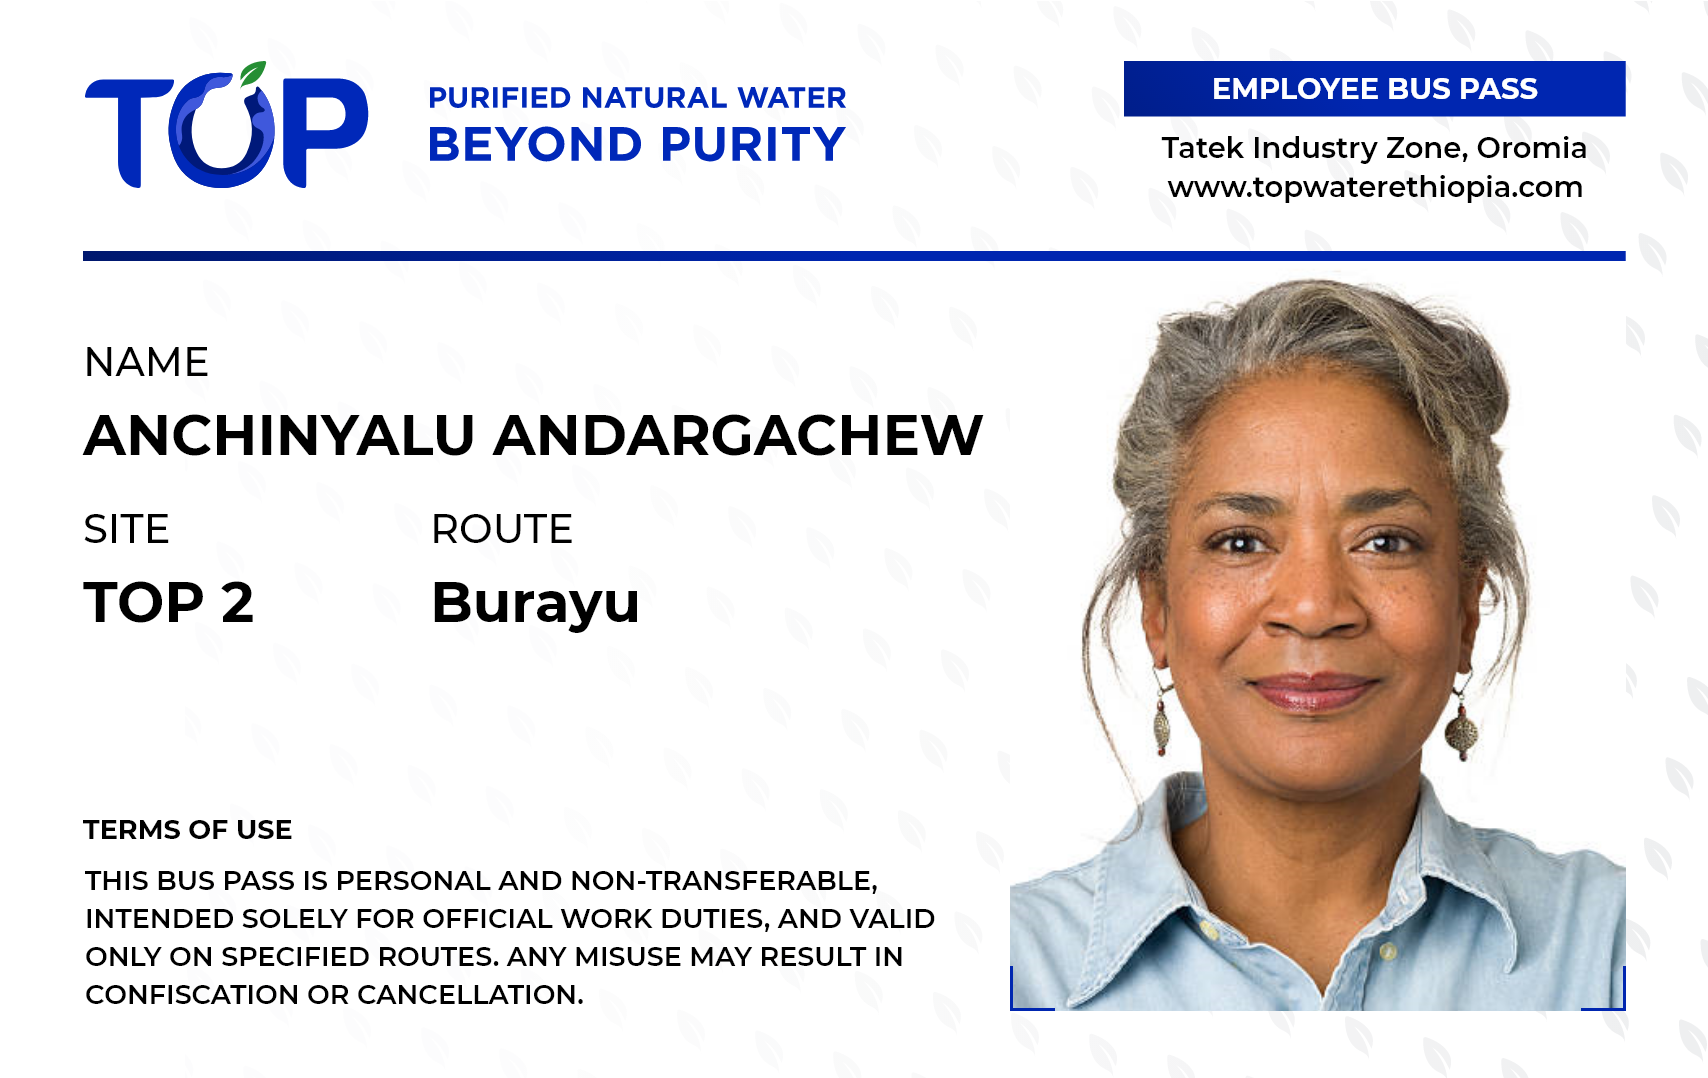 TOP
PURIFIED NATURAL WATER
BEYOND PURITY
EMPLOYEE BUS PASS
Tatek Industry Zone, Oromia
www.topwaterethiopia.com
NAME
ANCHINYALU ANDARGACHEW
SITE ROUTE
TOP 2 Burayu
TERMS OF USE
THIS BUS PASS IS PERSONAL AND NON-TRANSFERABLE,
INTENDED SOLELY FOR OFFICIAL WORK DUTIES, AND VALID
ONLY ON SPECIFIED ROUTES. ANY MISUSE MAY RESULT IN
CONFISCATION OR CANCELLATION.